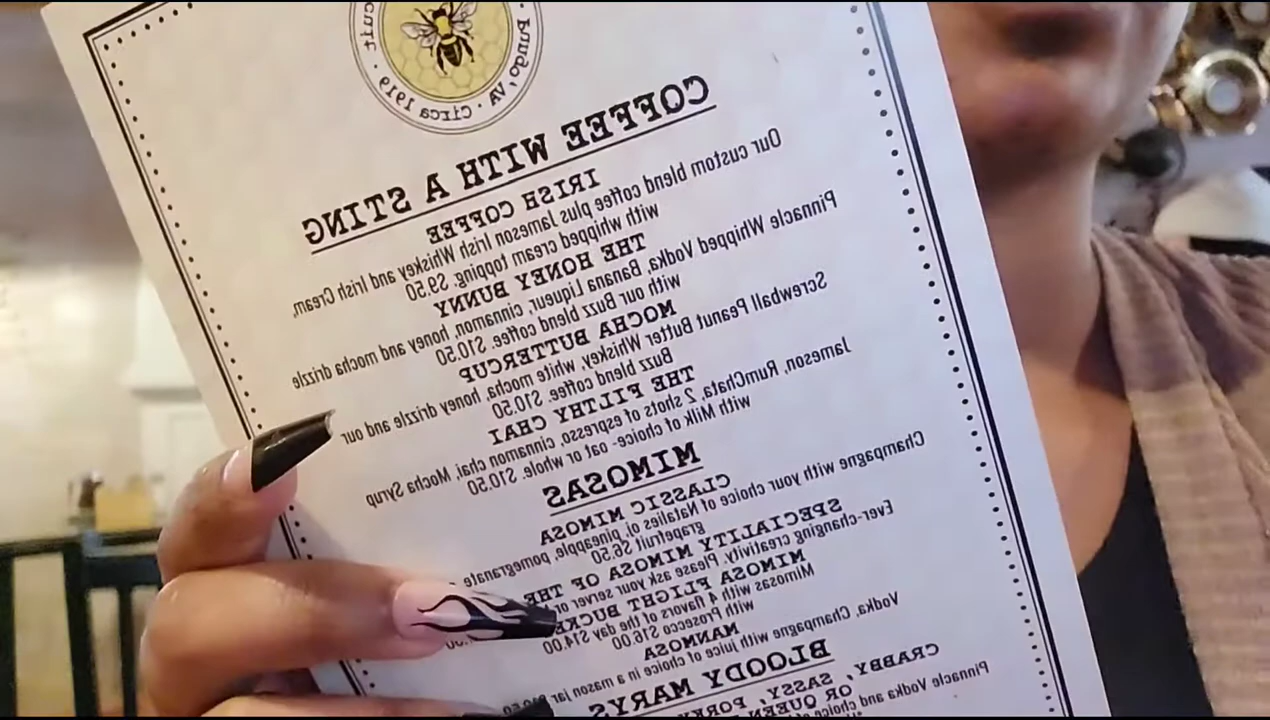 cuit · Pungo, VA · Circa 1919 ·
COFFEE WITH A STING
IRISH COFFEE
Our custom blend coffee plus Jameson Irish Whiskey and Irish Cream,
with whipped cream topping. $9.50
THE HONEY BUNNY
Pinnacle Whipped Vodka, Banana Liqueur, cinnamon, honey and mocha drizzle
with our Buzz blend coffee. $10.50
MOCHA BUTTERCUP
Screwball Peanut Butter Whiskey, white mocha, honey drizzle and our
Buzz blend coffee. $10.50
THE FILTHY CHAI
Jameson, RumChata, 2 shots of espresso, cinnamon chai, Mocha Syrup
with Milk of choice- oat or whole. $10.50
MIMOSAS
CLASSIC MIMOSA
Champagne with your choice of Natalies oj, pineapple, pomegranate
grapefruit $6.50
SPECIALITY MIMOSA OF THE
Ever-changing creativity. Please ask your server or
MIMOSA FLIGHT BUCKE
Mimosas with 4 flavors of the day $14.00
with Prosecco $16.00
MANMOSA
Vodka, Champagne with juice of choice in a mason jar
BLOODY MARYS
CRABBY, SASSY, PORKY
OR QUEEN
Pinnacle Vodka and choice of